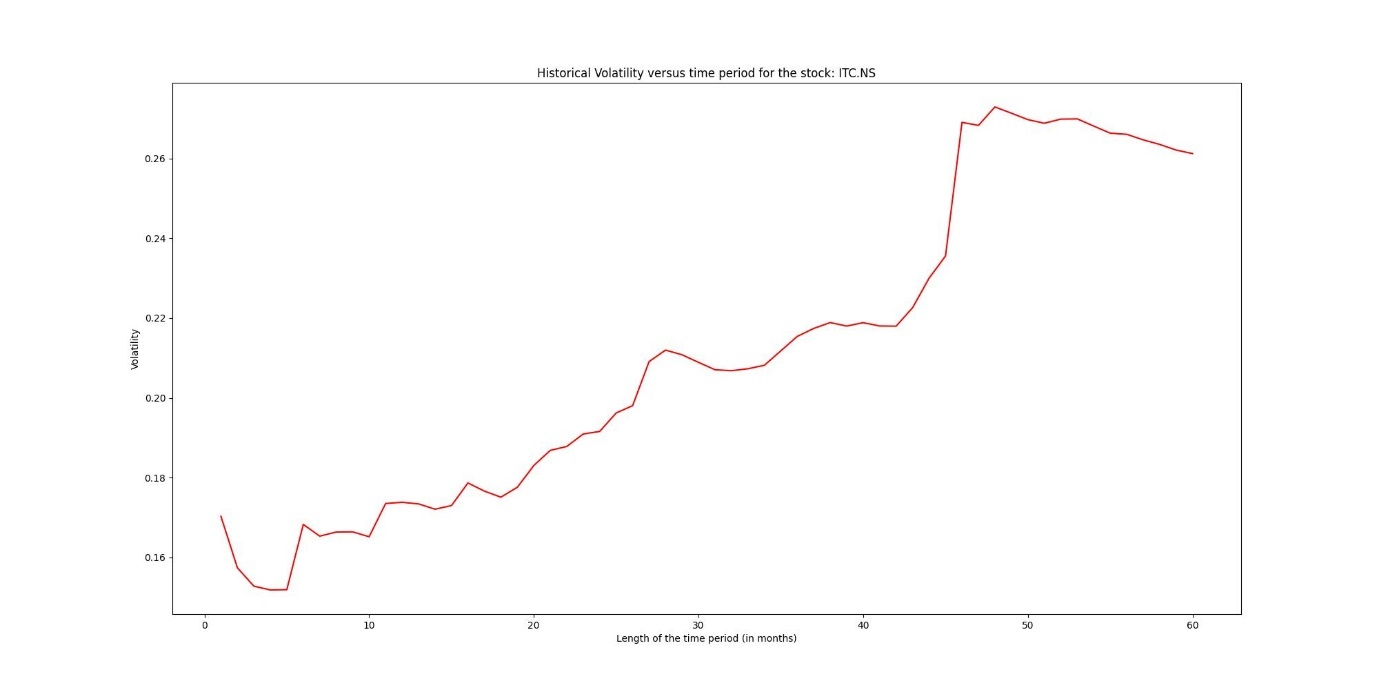 Historical Volatility versus time period for the stock: ITC.NS
0.26
0.24
0.22
0.20
0.18
0.16
Volatility
0 10 20 30 40 50 60
Length of the time period (in months)